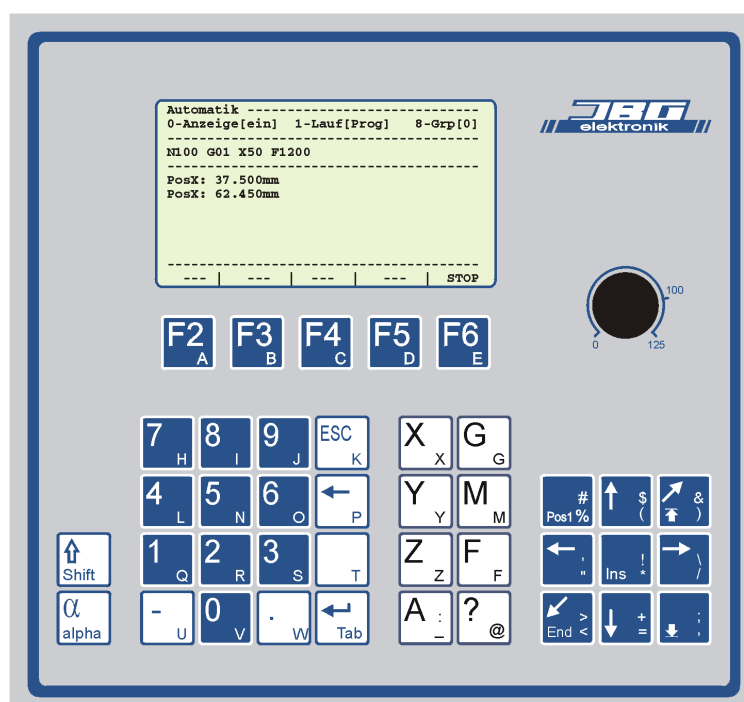 JBG
elektronik
Automatik -----------------------------
0-Anzeige[ein] 1-Lauf[Prog] 8-Grp[0]
---------------------------------------
N100 G01 X50 F1200
---------------------------------------
PosX: 37.500mm
PosX: 62.450mm
---------------------------------------
--- | --- | --- | --- | STOP
100
0 125
F2 A F3 B F4 C F5 D F6 E
7 H 8 I 9 J ESC K X X G G
4 L 5 N 6 O ← P Y Y M M # Pos1 % ↑ $ ( & )
Shift 1 Q 2 R 3 S T Z Z F F ← ' " Ins ! * → \ /
α alpha - U 0 V . W Tab A : _ ? @ End > < ↓ + = ; ,